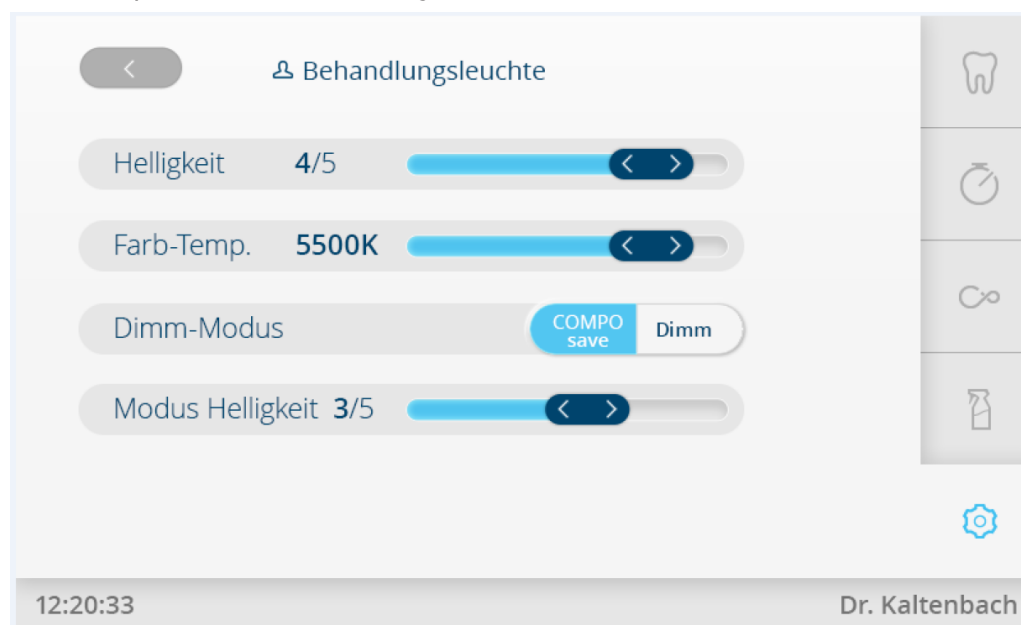 Behandlungsleuchte
Helligkeit 4/5
Farb-Temp. 5500K
Dimm-Modus COMPO save Dimm
Modus Helligkeit 3/5
12:20:33 Dr. Kaltenbach